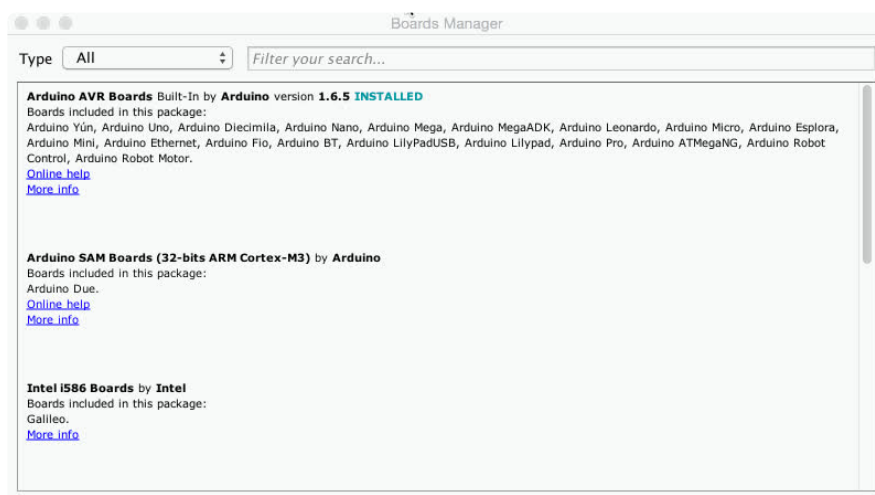 Boards Manager
Type All Filter your search...
Arduino AVR Boards Built-In by Arduino version 1.6.5 INSTALLED
Boards included in this package:
Arduino Yún, Arduino Uno, Arduino Diecimila, Arduino Nano, Arduino Mega, Arduino MegaADK, Arduino Leonardo, Arduino Micro, Arduino Esplora,
Arduino Mini, Arduino Ethernet, Arduino Fio, Arduino BT, Arduino LilyPadUSB, Arduino Lilypad, Arduino Pro, Arduino ATMegaNG, Arduino Robot
Control, Arduino Robot Motor.
Online help
More info
Arduino SAM Boards (32-bits ARM Cortex-M3) by Arduino
Boards included in this package:
Arduino Due.
Online help
More info
Intel i586 Boards by Intel
Boards included in this package:
Galileo.
More info